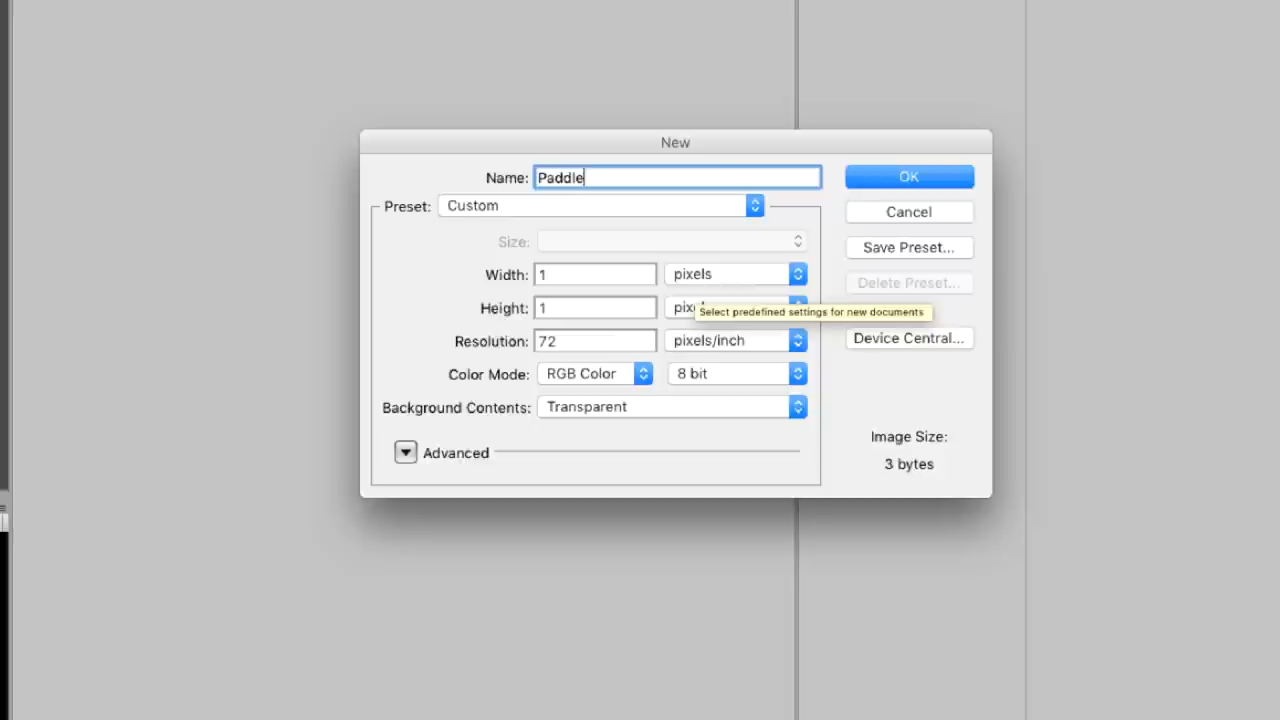 New
Name: Paddle
OK
Preset: Custom
Cancel
Size:
Save Preset...
Width: 1 pixels
Delete Preset...
Height: 1
Select predefined settings for new documents
Resolution: 72 pixels/inch
Device Central...
Color Mode: RGB Color 8 bit
Background Contents: Transparent
Image Size:
Advanced
3 bytes